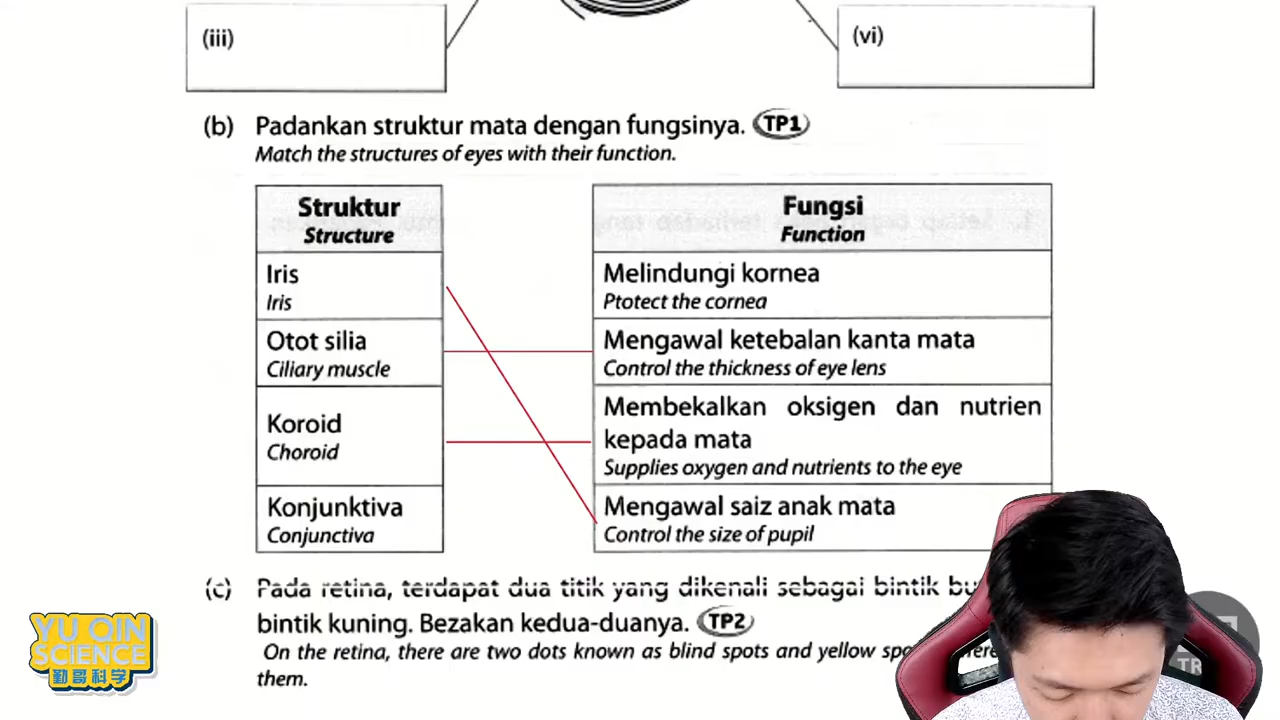 (iii)
(vi)
(b) Padankan struktur mata dengan fungsinya. TP1
Match the structures of eyes with their function.
Struktur
Structure
Fungsi
Function
Iris
Iris
Melindungi kornea
Ptotect the cornea
Otot silia
Ciliary muscle
Mengawal ketebalan kanta mata
Control the thickness of eye lens
Koroid
Choroid
Membekalkan oksigen dan nutrien
kepada mata
Supplies oxygen and nutrients to the eye
Konjunktiva
Conjunctiva
Mengawal saiz anak mata
Control the size of pupil
(c) Pada retina, terdapat dua titik yang dikenali sebagai bintik
bintik kuning. Bezakan kedua-duanya. TP2
On the retina, there are two dots known as blind spots and yellow
them.
YU QIN
SCIENCE
勤哥科学